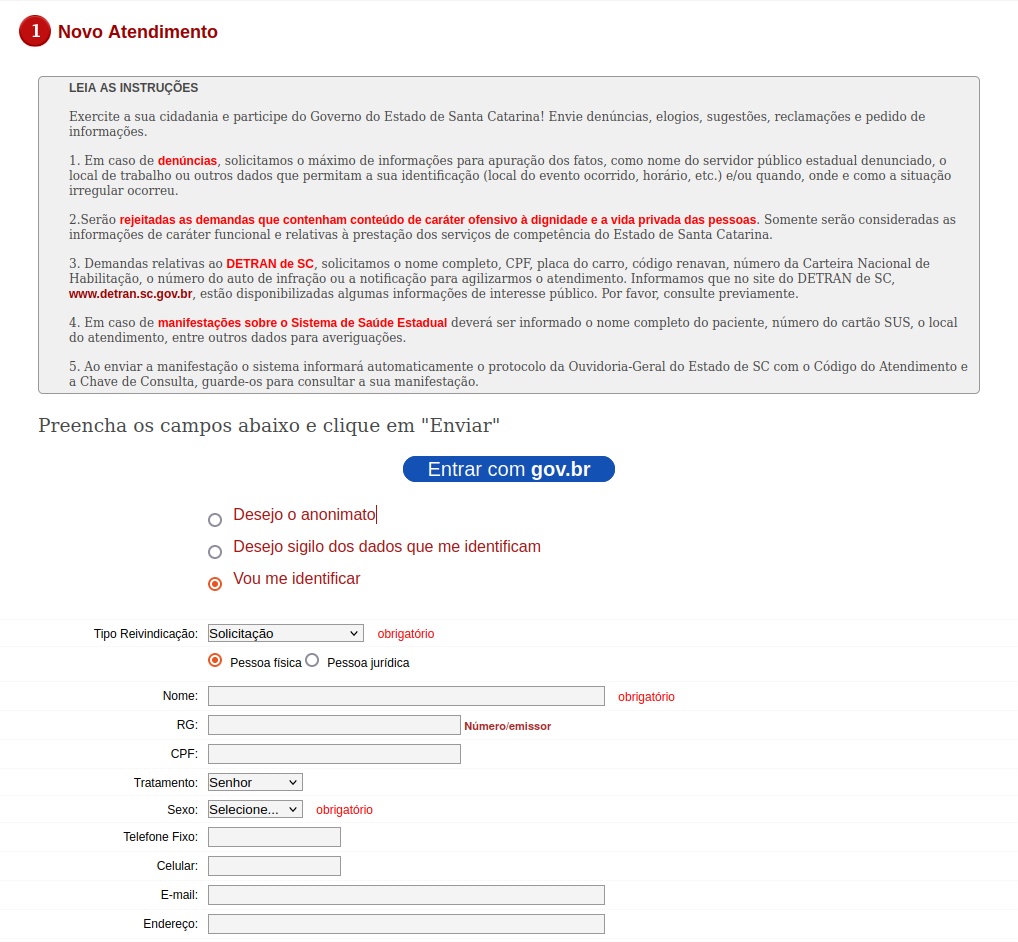 1 Novo Atendimento
LEIA AS INSTRUÇÕES
Exercite a sua cidadania e participe do Governo do Estado de Santa Catarina! Envie denúncias, elogios, sugestões, reclamações e pedido de
informações.
1. Em caso de denúncias, solicitamos o máximo de informações para apuração dos fatos, como nome do servidor público estadual denunciado, o
local de trabalho ou outros dados que permitam a sua identificação (local do evento ocorrido, horário, etc.) e/ou quando, onde e como a situação
irregular ocorreu.
2.Serão rejeitadas as demandas que contenham conteúdo de caráter ofensivo à dignidade e a vida privada das pessoas. Somente serão consideradas as
informações de caráter funcional e relativas à prestação dos serviços de competência do Estado de Santa Catarina.
3. Demandas relativas ao DETRAN de SC, solicitamos o nome completo, CPF, placa do carro, código renavan, número da Carteira Nacional de
Habilitação, o número do auto de infração ou a notificação para agilizarmos o atendimento. Informamos que no site do DETRAN de SC,
www.detran.sc.gov.br, estão disponibilizadas algumas informações de interesse público. Por favor, consulte previamente.
4. Em caso de manifestações sobre o Sistema de Saúde Estadual deverá ser informado o nome completo do paciente, número do cartão SUS, o local
do atendimento, entre outros dados para averiguações.
5. Ao enviar a manifestação o sistema informará automaticamente o protocolo da Ouvidoria-Geral do Estado de SC com o Código do Atendimento e
a Chave de Consulta, guarde-os para consultar a sua manifestação.
Preencha os campos abaixo e clique em "Enviar"
Entrar com gov.br
Desejo o anonimato
Desejo sigilo dos dados que me identificam
Vou me identificar
Tipo Reivindicação: Solicitação obrigatório
Pessoa física Pessoa jurídica
Nome: obrigatório
RG: Número/emissor
CPF:
Tratamento: Senhor
Sexo: Selecione... obrigatório
Telefone Fixo:
Celular:
E-mail:
Endereço: